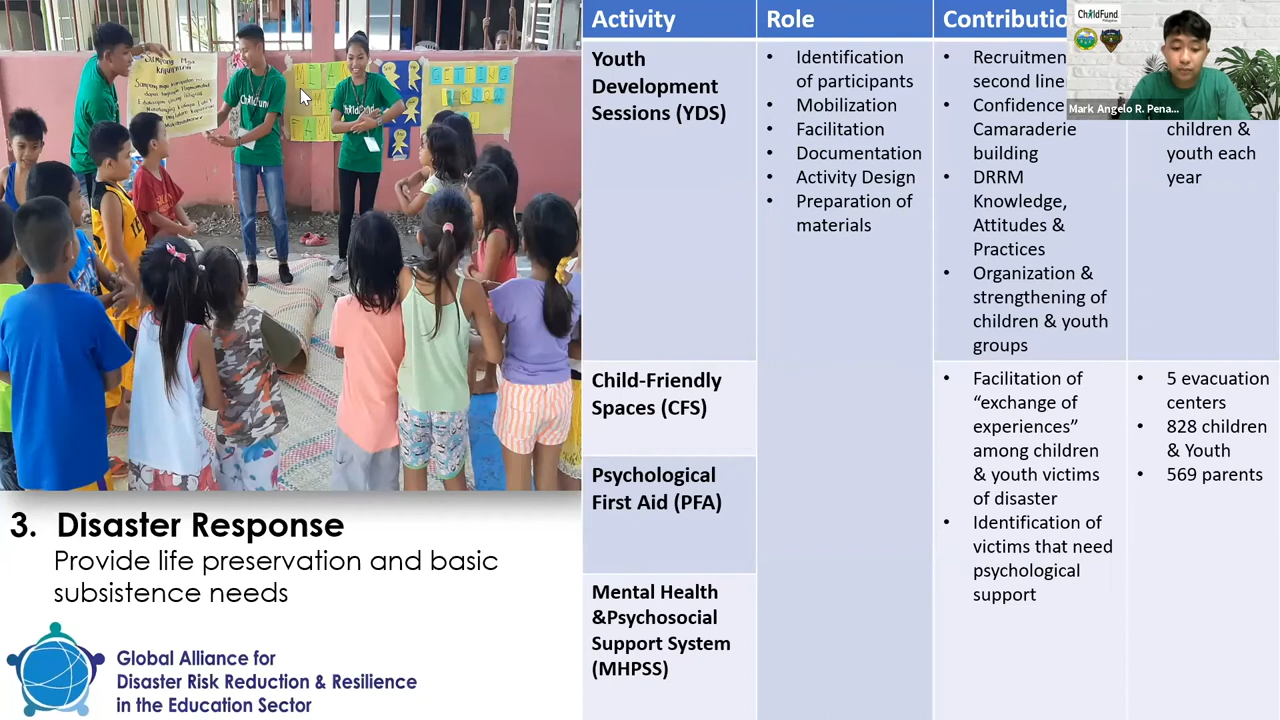 Activity
Role
Contributio
ChildFund
Mark Angelo R. Pena...
Youth
Development
Sessions (YDS)
• Identification
of participants
• Mobilization
• Facilitation
• Documentation
• Activity Design
• Preparation of
materials
• Recruitmen
second line
• Confidence
Camaraderie
building
• DRRM
Knowledge,
Attitudes &
Practices
• Organization &
strengthening of
children & youth
groups
children &
youth each
year
Child-Friendly
Spaces (CFS)
Psychological
First Aid (PFA)
Mental Health
&Psychosocial
Support System
(MHPSS)
• Facilitation of
“exchange of
experiences”
among children
& youth victims
of disaster
• Identification of
victims that need
psychological
support
• 5 evacuation
centers
• 828 children
& Youth
• 569 parents
3. Disaster Response
Provide life preservation and basic
subsistence needs
Global Alliance for
Disaster Risk Reduction & Resilience
in the Education Sector